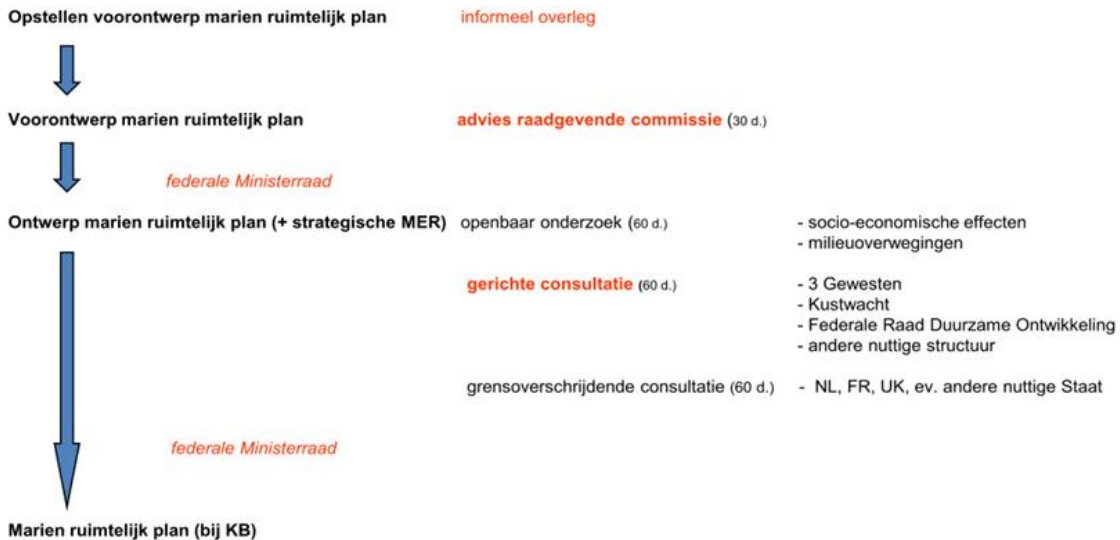 Opstellen voorontwerp marien ruimtelijk plan informeel overleg
Voorontwerp marien ruimtelijk plan advies raadgevende commissie (30 d.)
federale Ministerraad
Ontwerp marien ruimtelijk plan (+ strategische MER) openbaar onderzoek (60 d.) - socio-economische effecten
- milieuoverwegingen
gerichte consultatie (60 d.) - 3 Gewesten
- Kustwacht
- Federale Raad Duurzame Ontwikkeling
- andere nuttige structuur
grensoverschrijdende consultatie (60 d.) - NL, FR, UK, ev. andere nuttige Staat
federale Ministerraad
Marien ruimtelijk plan (bij KB)